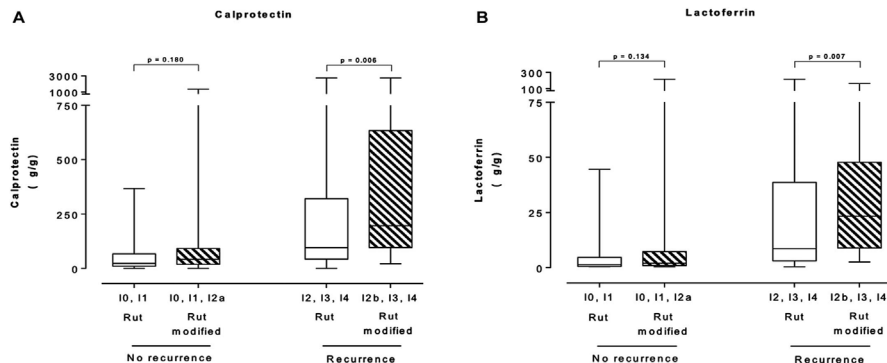 A
Calprotectin
p = 0.180
p = 0.006
3000
1000
750
500
250
0
Calprotectin
( g/g)
I0, I1
I0, I1, I2a
I2, I3, I4
I2b, I3, I4
Rut
Rut
modified
Rut
Rut
modified
No recurrence
Recurrence
B
Lactoferrin
p = 0.134
p = 0.007
300
100
75
50
25
0
Lactoferrin
( g/g)
I0, I1
I0, I1, I2a
I2, I3, I4
I2b, I3, I4
Rut
Rut
modified
Rut
Rut
modified
No recurrence
Recurrence